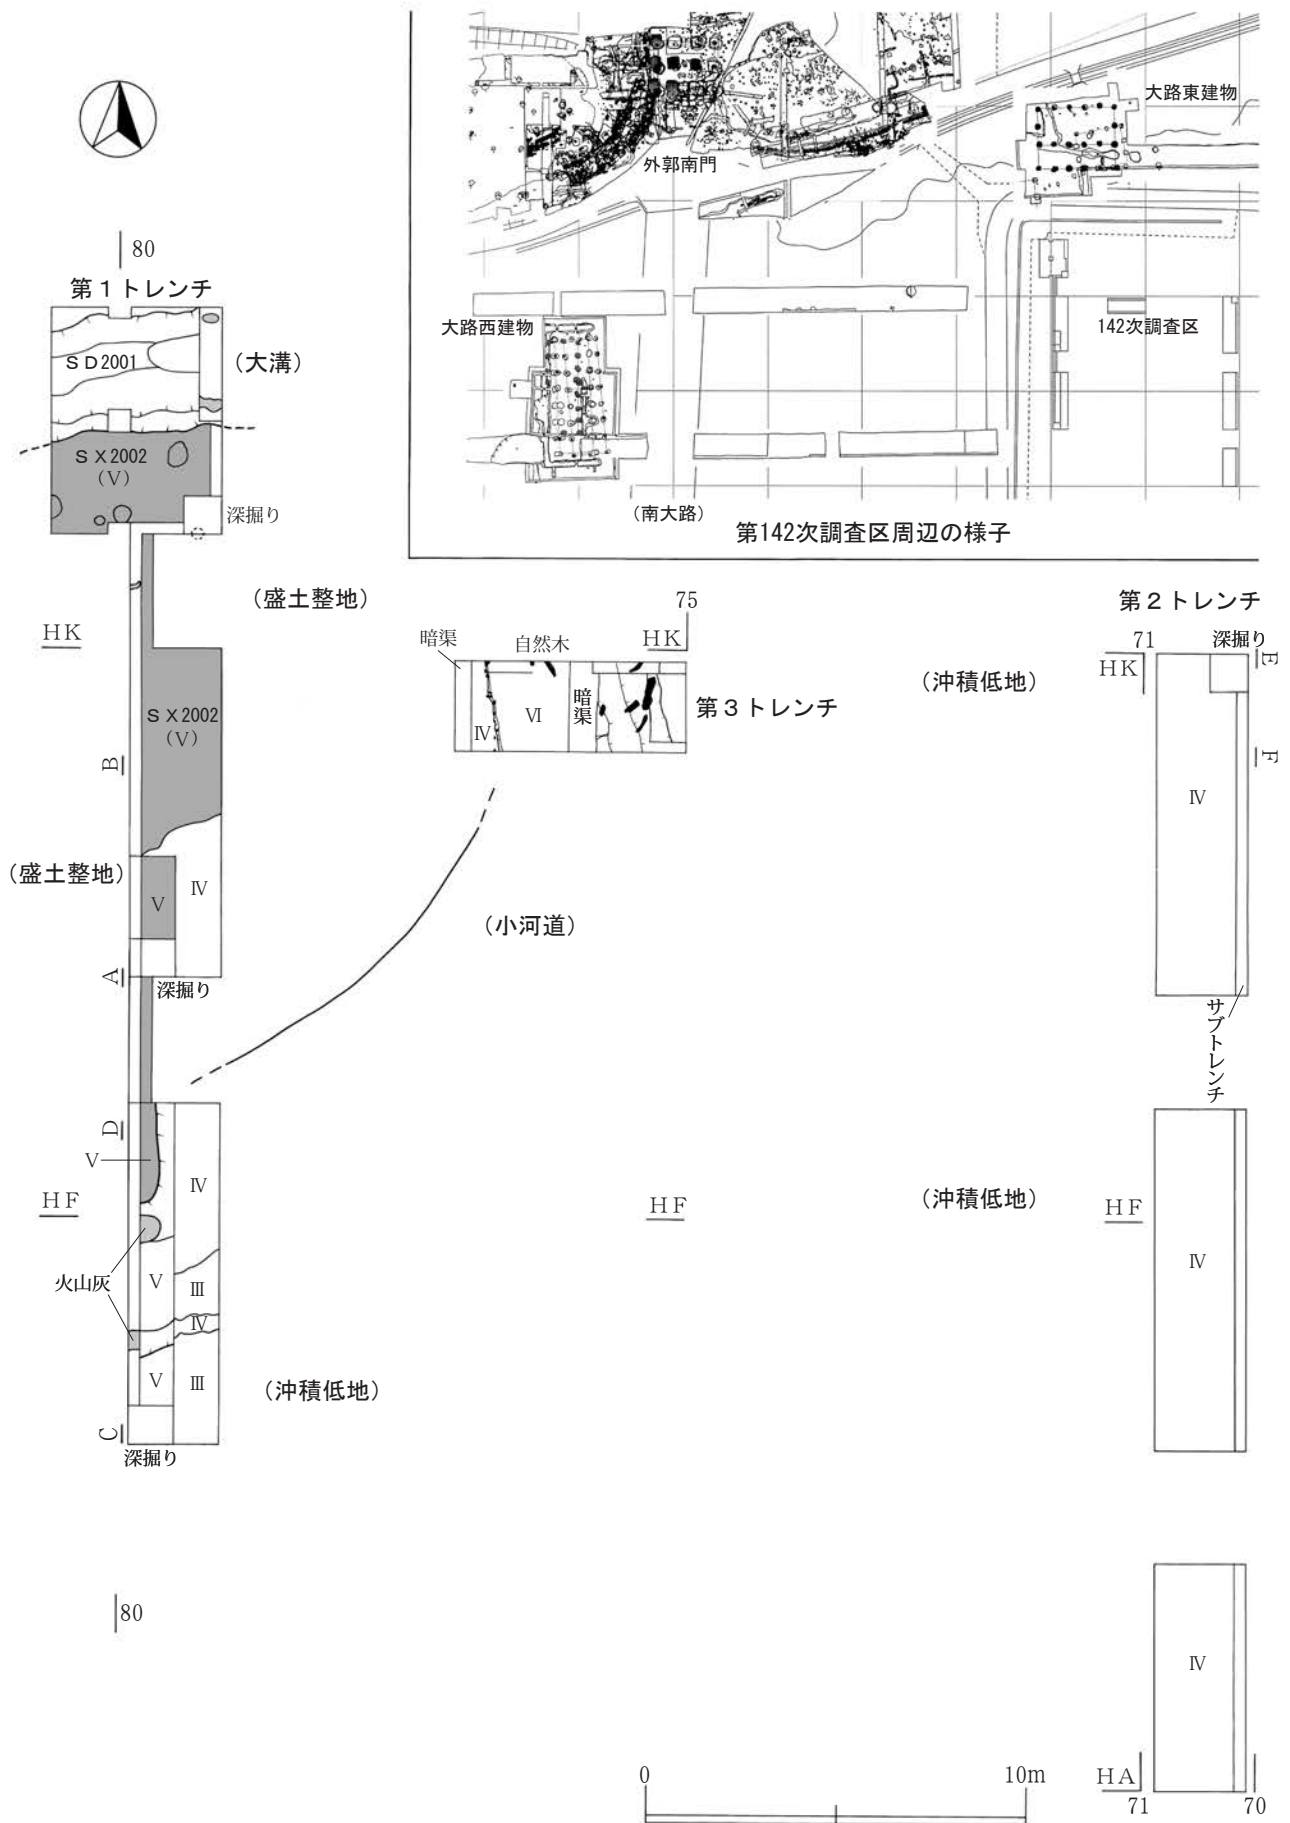 大路東建物
外郭南門
大路西建物
142次調査区
（南大路）
第142次調査区周辺の様子
80
第１トレンチ
ＳＤ2001
（大溝）
ＳＸ2002
（Ⅴ）
深掘り
（盛土整地）
HK
ＳＸ2002
（Ⅴ）
B
（盛土整地）
Ⅴ
Ⅳ
A
深掘り
75
暗渠
自然木
HK
Ⅳ
Ⅵ
暗渠
第３トレンチ
（沖積低地）
（小河道）
第２トレンチ
71
深掘り
E
HK
F
Ⅳ
サブトレンチ
D
Ⅴ
Ⅳ
HF
火山灰
Ⅴ
Ⅲ
Ⅳ
Ⅴ
Ⅲ
（沖積低地）
C
深掘り
HF
（沖積低地）
HF
Ⅳ
80
Ⅳ
0
10m
HA
71
70